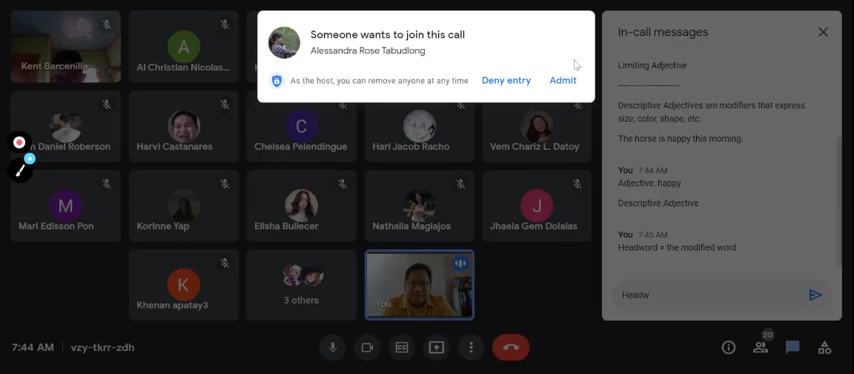 Someone wants to join this call
Alessandra Rose Tabudlong
As the host, you can remove anyone at any time
Deny entry
Admit
In-call messages
Kent Barcenilla
A
Al Christian Nicolas...
Limiting Adjective
Descriptive Adjectives are modifiers that express
size, color, shape, etc.
The horse is happy this morning.
Daniel Roberson
Harvi Castanares
C
Chelsea Pelendingue
Harl Jacob Racho
Vem Chariz L. Datoy
You 7:44 AM
Adjective: happy
Descriptive Adjective
M
Mari Edisson Pon
Korinne Yap
Elisha Bullecer
Nathalia Maglajos
J
Jhaela Gem Dolalas
You 7:45 AM
Headword = the modified word
K
Khenan apatay3
3 others
You
Headw
7:44 AM | vzy-tkrr-zdh
20